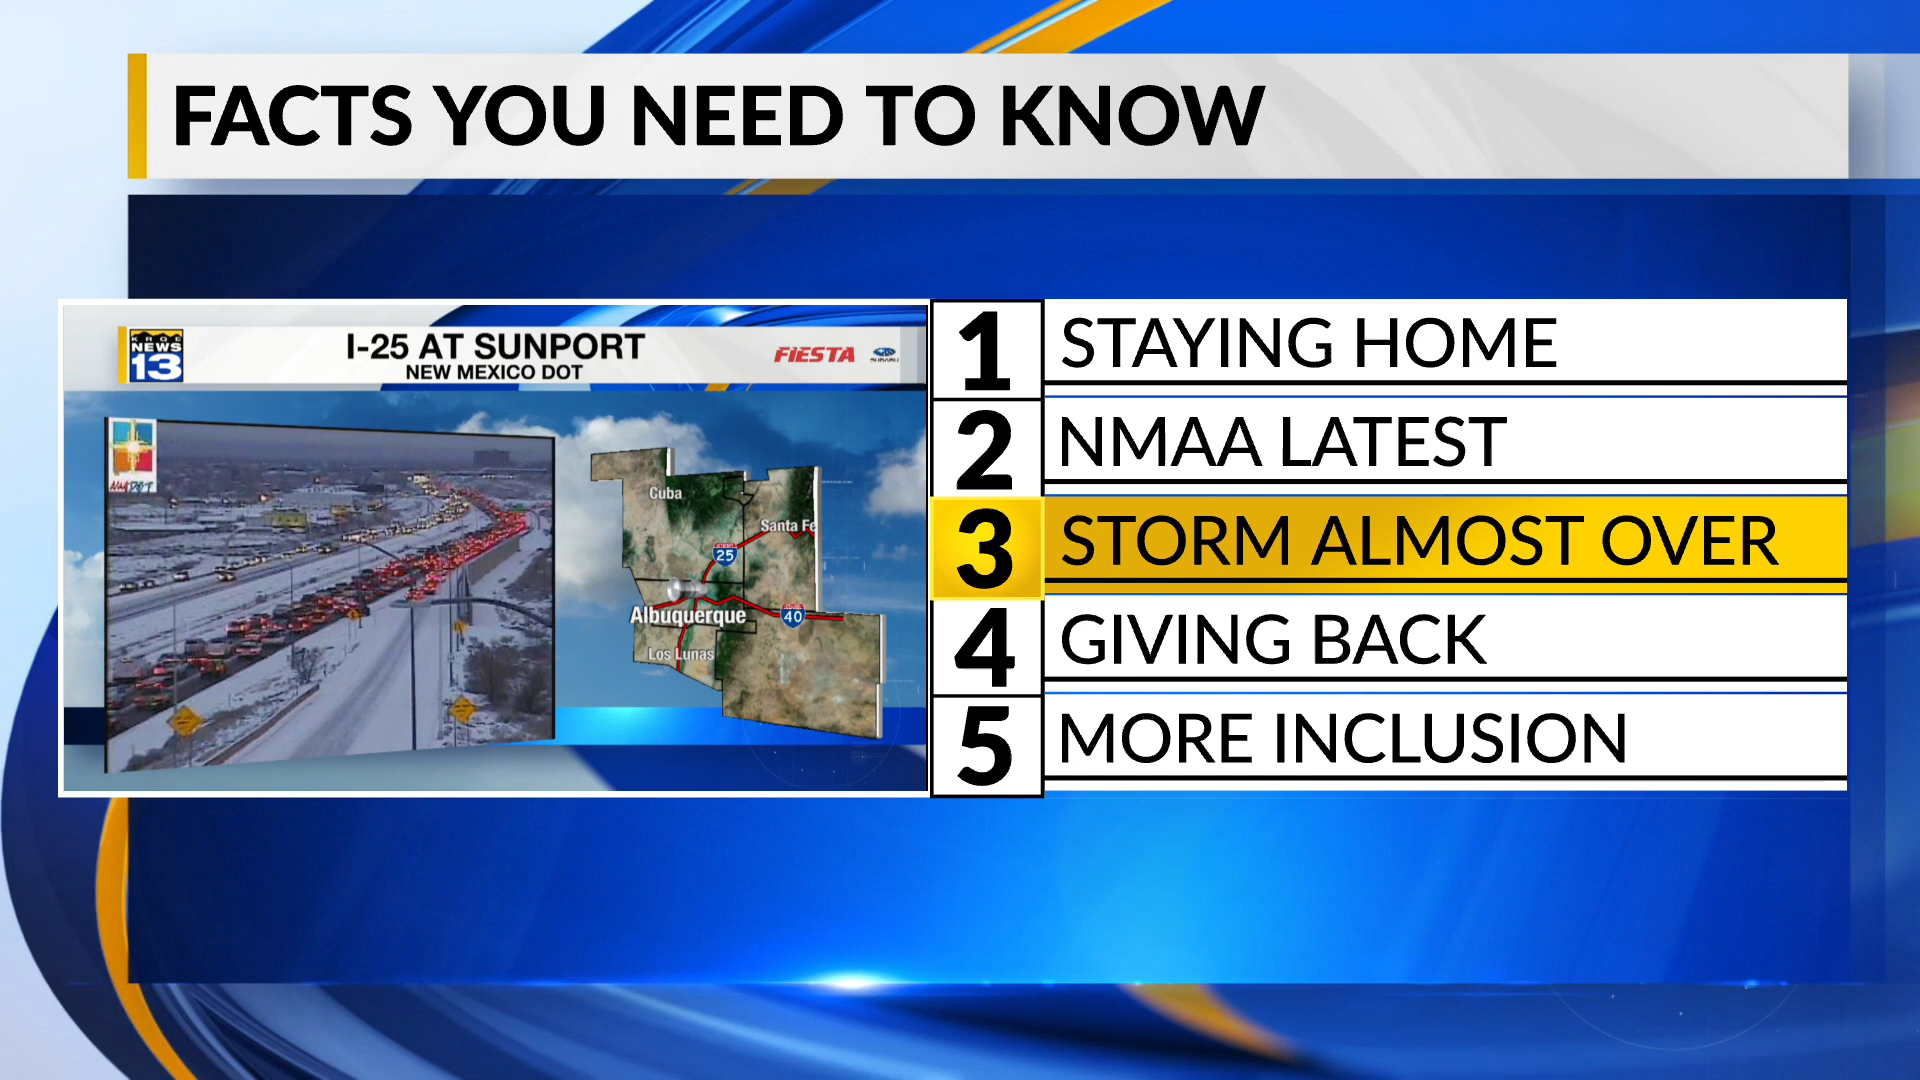 FACTS YOU NEED TO KNOW
KRQE
NEWS
13
I-25 AT SUNPORT
NEW MEXICO DOT
FIESTA
SUBARU
Cuba
Santa Fe
25
Albuquerque
40
Los Lunas
1 STAYING HOME
2 NMAA LATEST
3 STORM ALMOST OVER
4 GIVING BACK
5 MORE INCLUSION